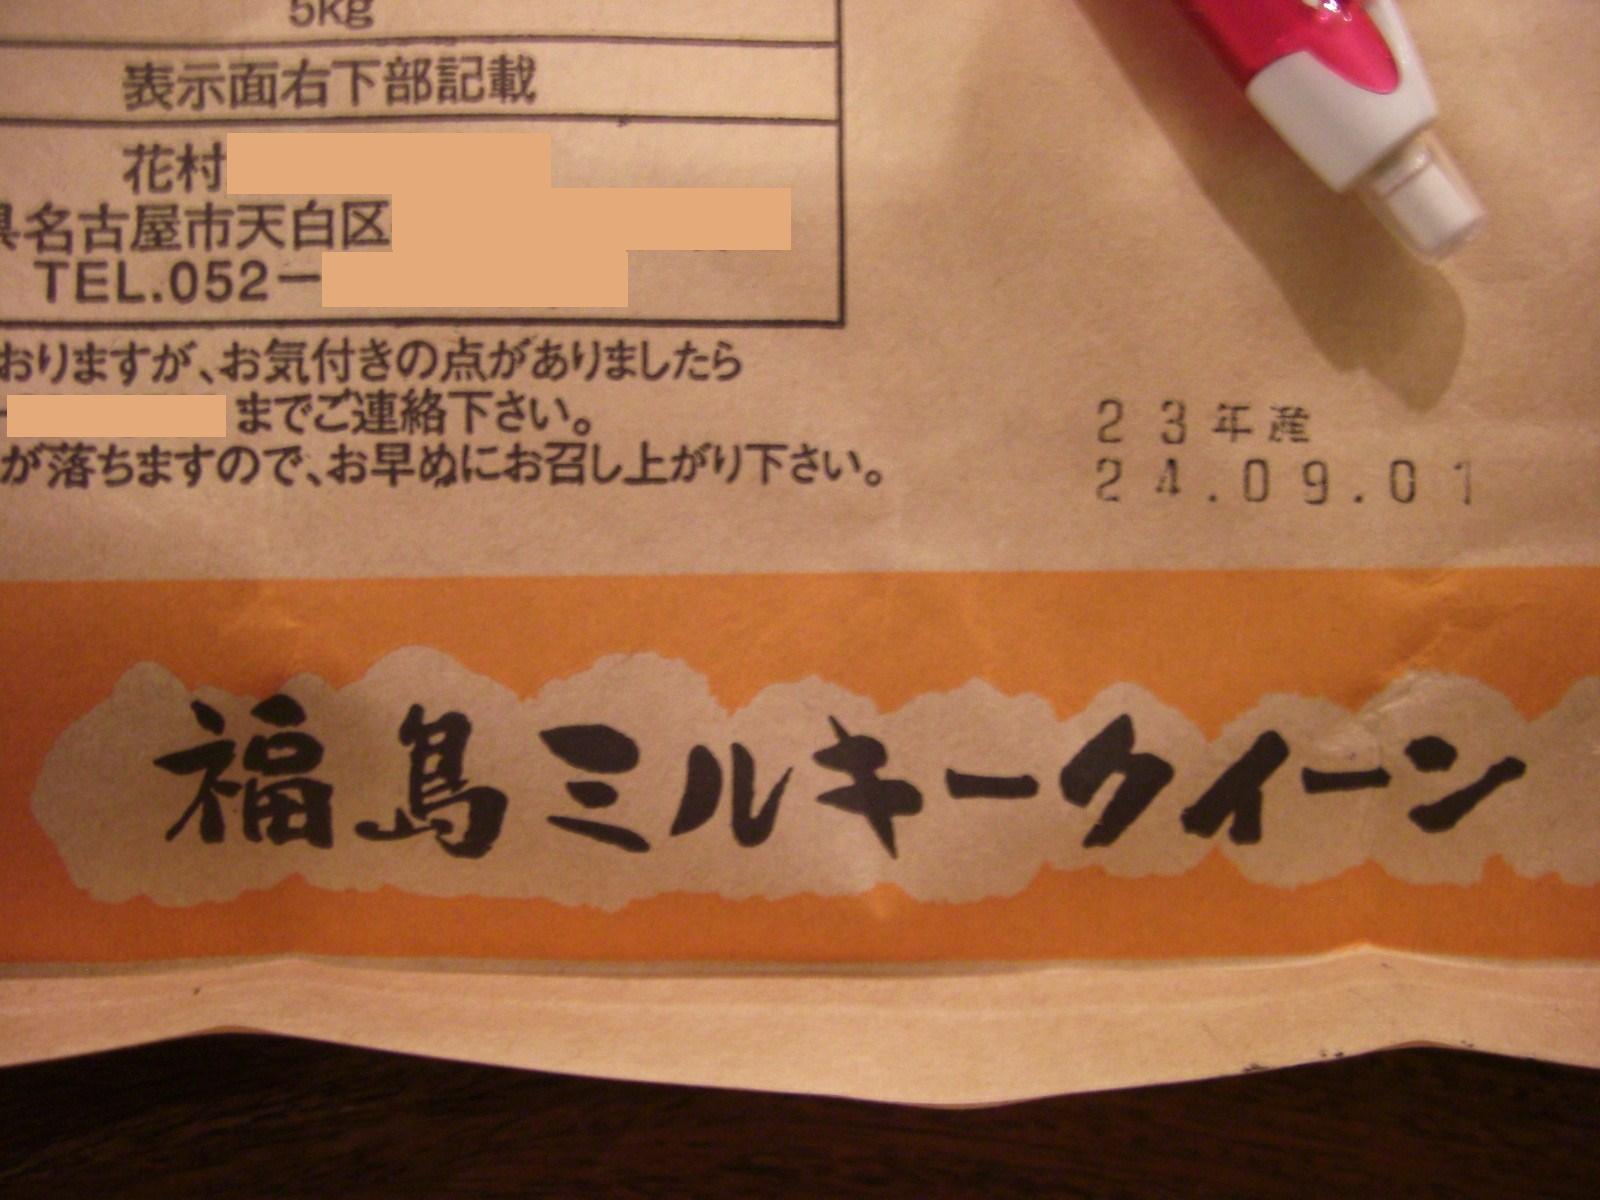 5kg
表示面右下部記載
花村
県名古屋市天白区
TEL.052－
おりますが、お気付きの点がありましたら
までご連絡下さい。
が落ちますので、お早めにお召し上がり下さい。
23年産
24.09.01
福島ミルキークイーン